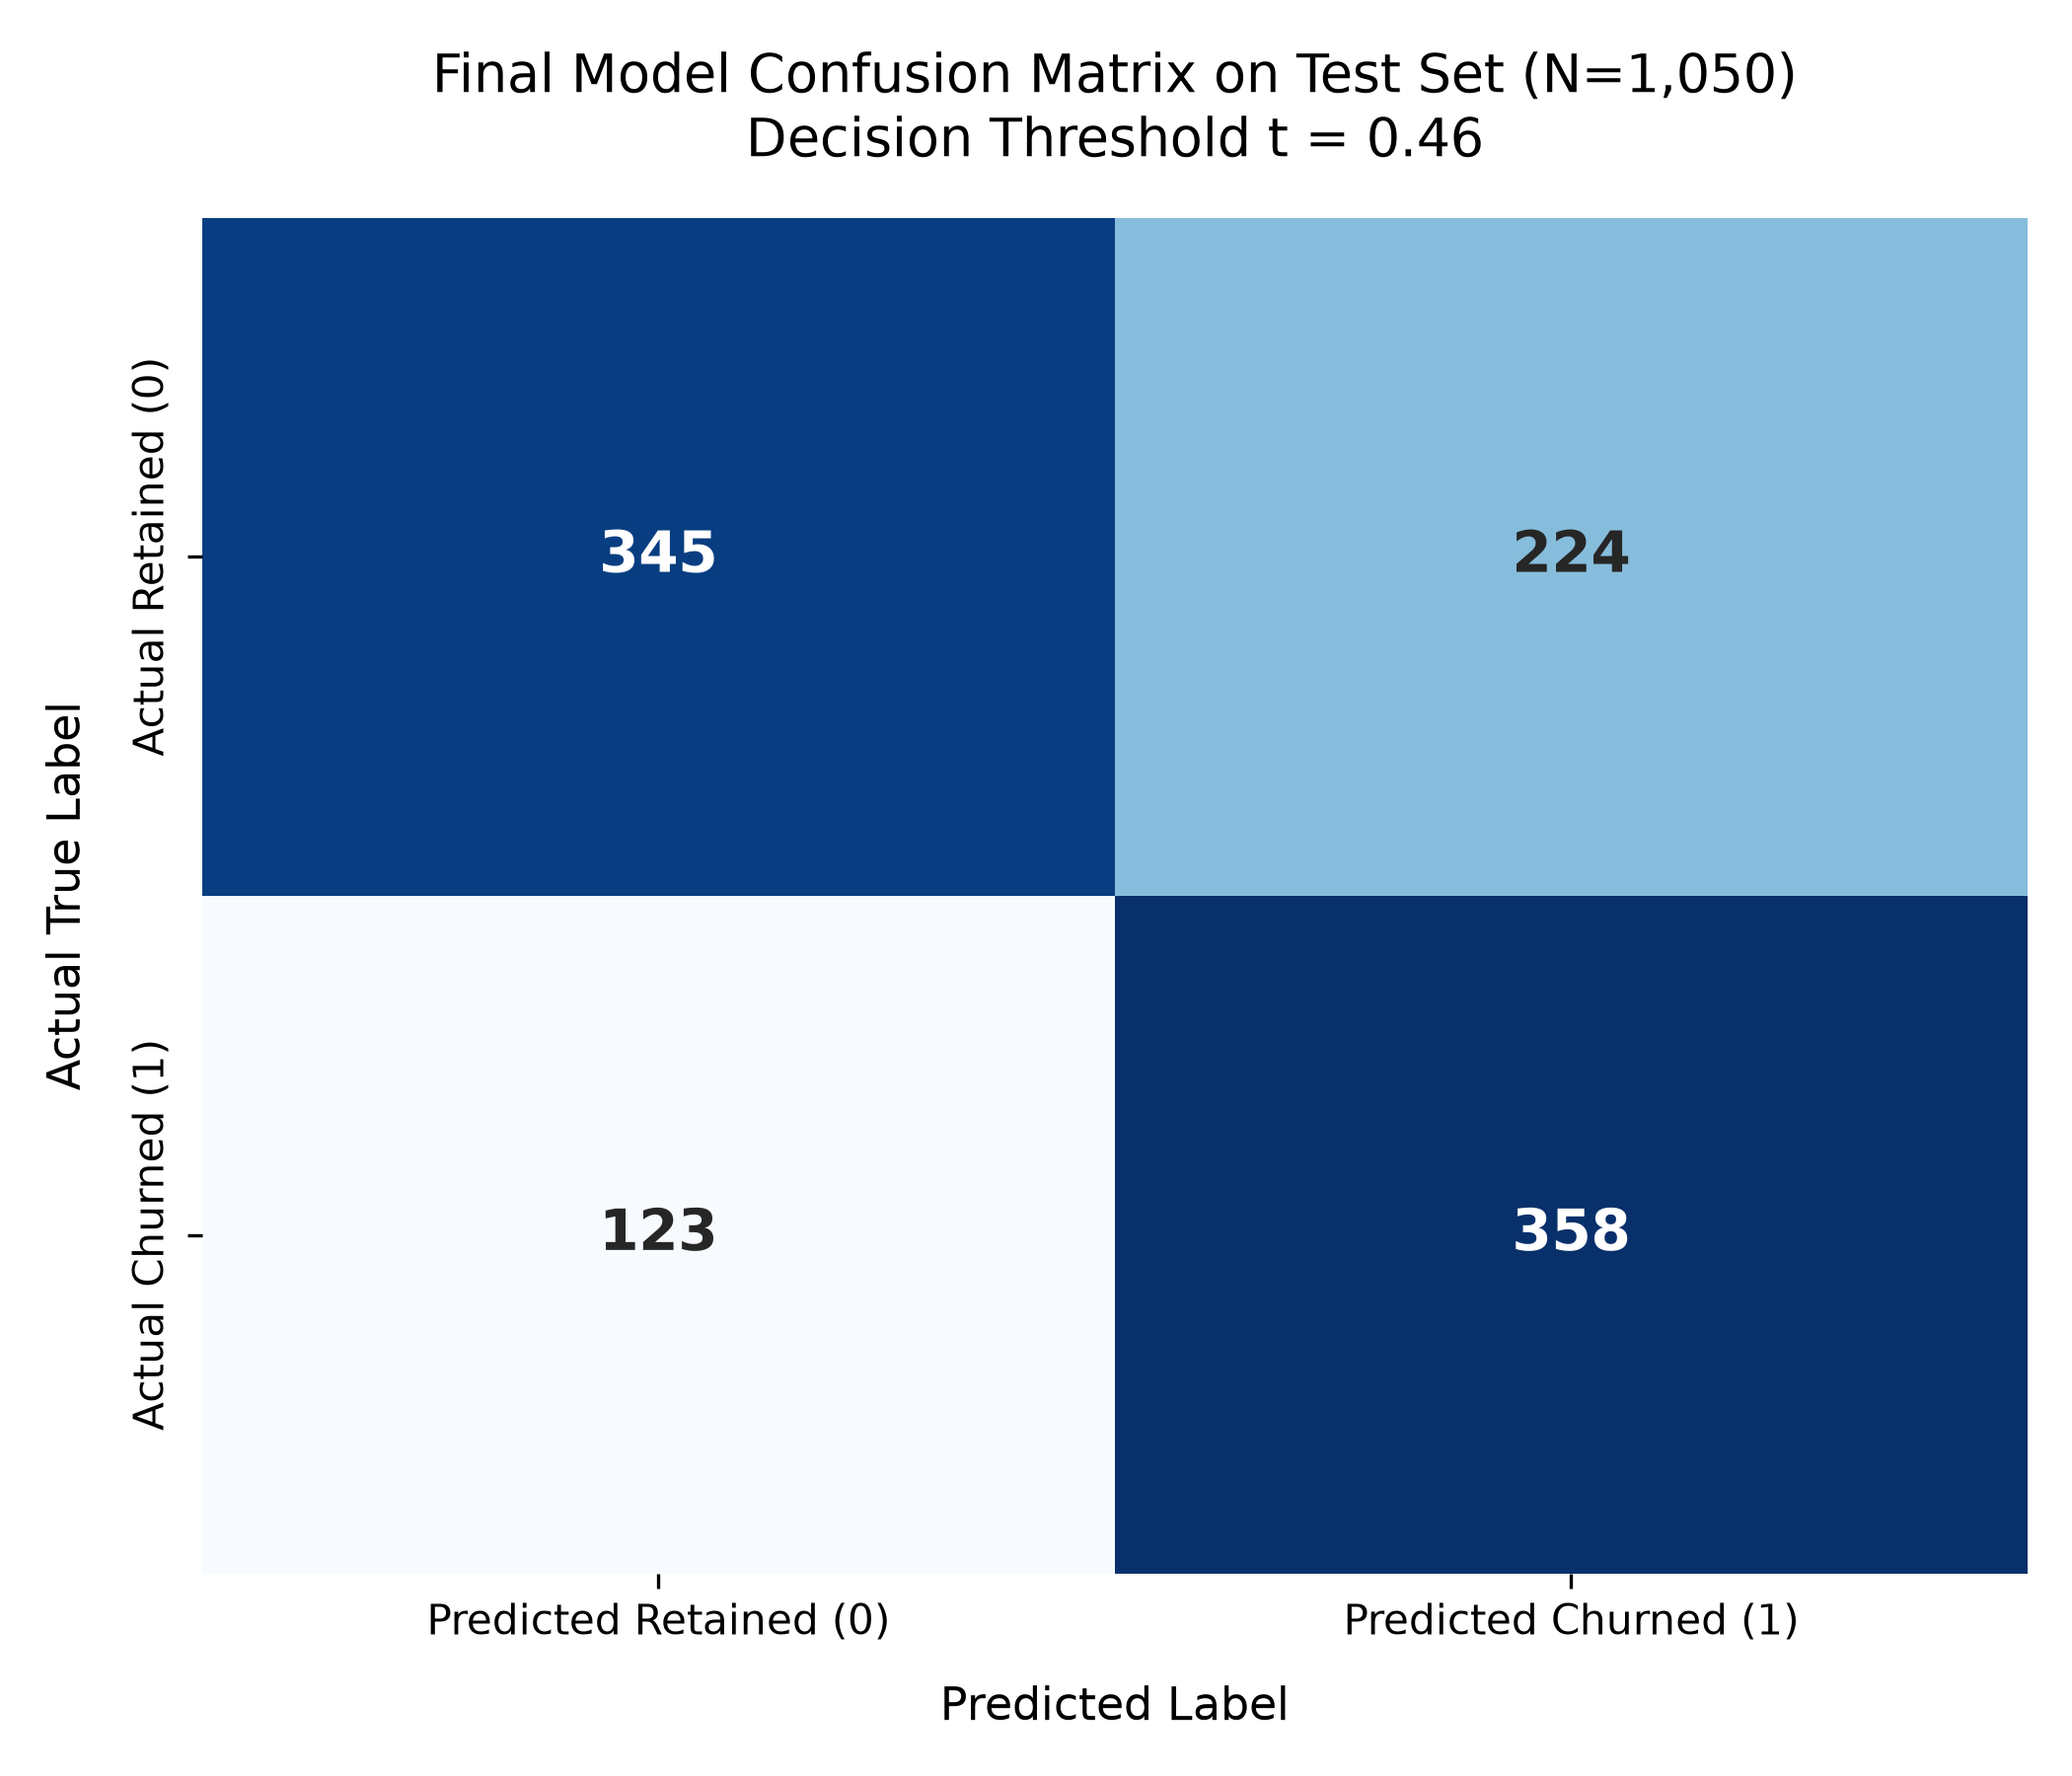 Final Model Confusion Matrix on Test Set (N=1,050)
Decision Threshold t = 0.46
Actual True Label
Actual Retained (0)
345
224
Actual Churned (1)
123
358
Predicted Retained (0)
Predicted Churned (1)
Predicted Label